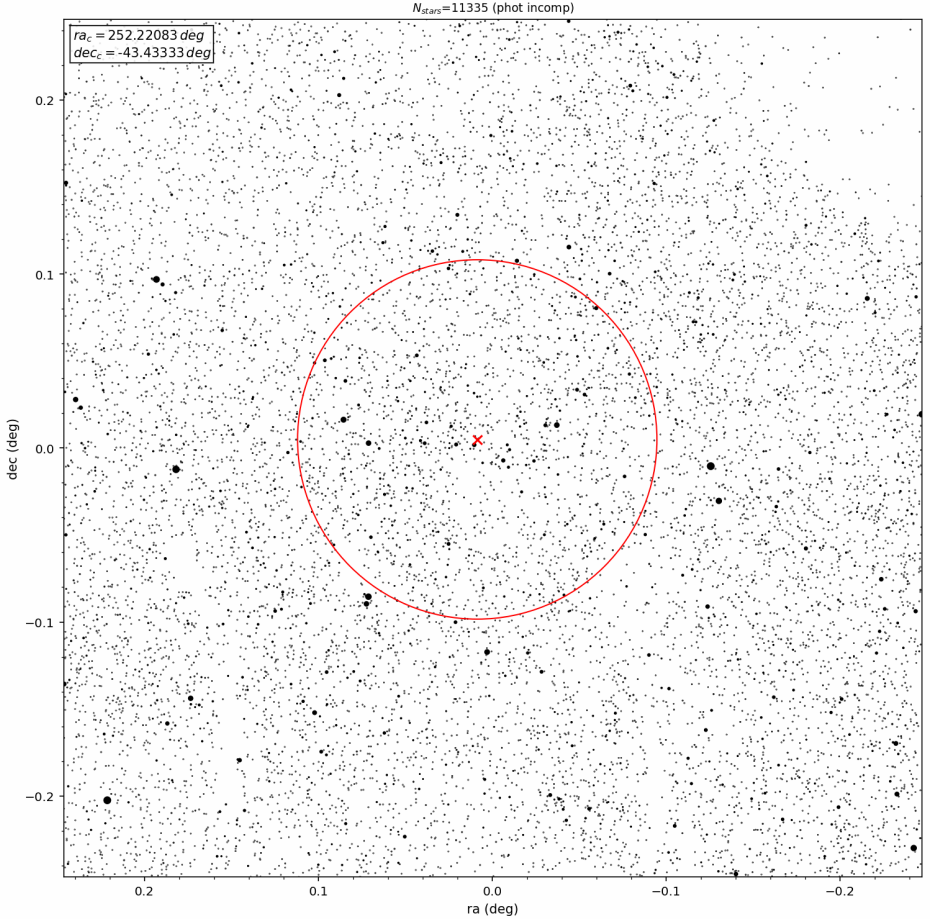 N_stars=11335 (phot incomp)
ra_c = 252.22083 deg
dec_c = -43.43333 deg
dec (deg)
0.2
0.1
0.0
−0.1
−0.2
0.2
0.1
0.0
−0.1
−0.2
ra (deg)